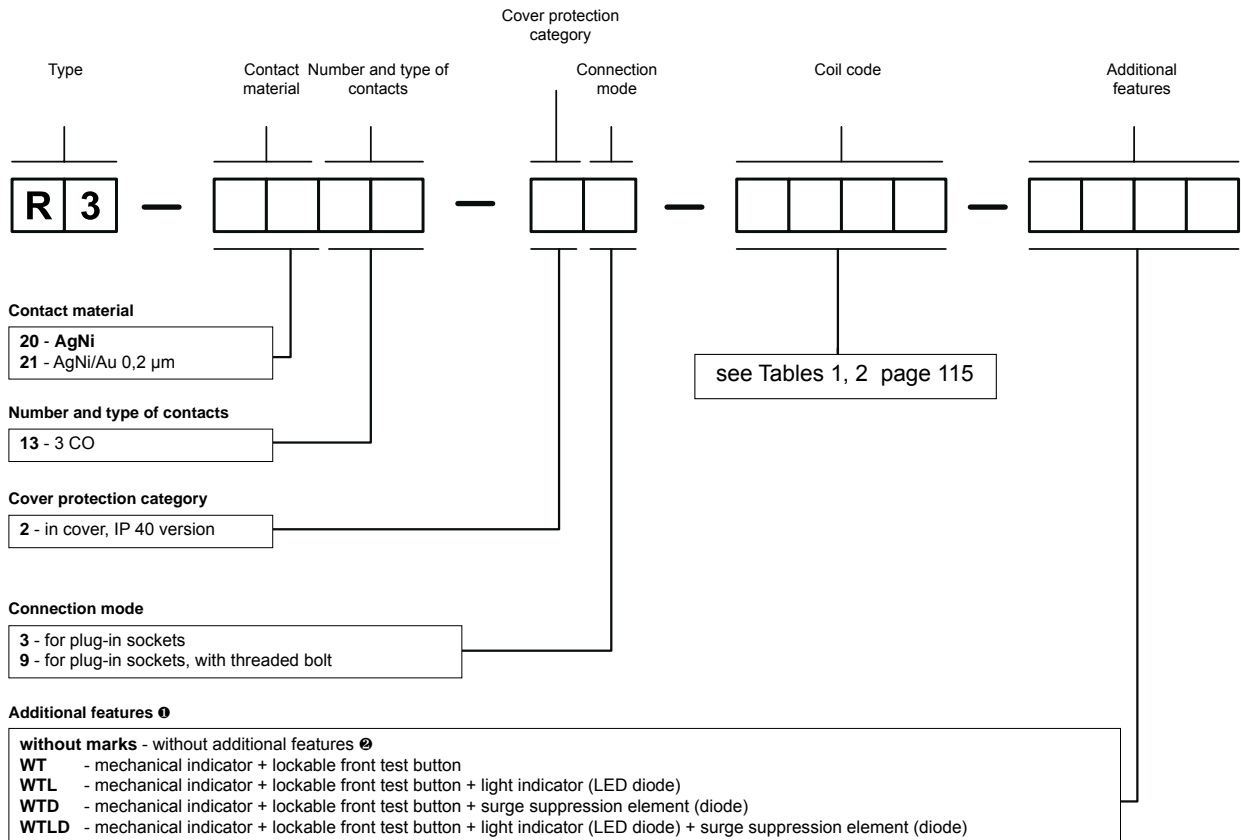 Cover protection
category
Type
Contact
material
Number and type of
contacts
Connection
mode
Coil code
Additional
features
R 3 — — — —
Contact material
20 - AgNi
21 - AgNi/Au 0,2 µm
see Tables 1, 2 page 115
Number and type of contacts
13 - 3 CO
Cover protection category
2 - in cover, IP 40 version
Connection mode
3 - for plug-in sockets
9 - for plug-in sockets, with threaded bolt
Additional features ❶
without marks - without additional features ❷
WT - mechanical indicator + lockable front test button
WTL - mechanical indicator + lockable front test button + light indicator (LED diode)
WTD - mechanical indicator + lockable front test button + surge suppression element (diode)
WTLD - mechanical indicator + lockable front test button + light indicator (LED diode) + surge suppression element (diode)